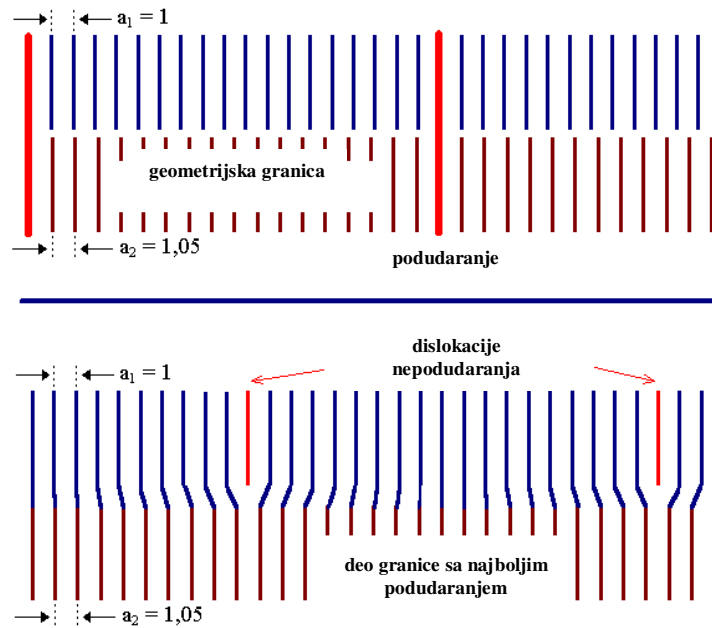 a₁ = 1
geometrijska granica
a₂ = 1,05
podudaranje
dislokacije
nepodudaranja
a₁ = 1
deo granice sa najboljim
podudaranjem
a₂ = 1,05